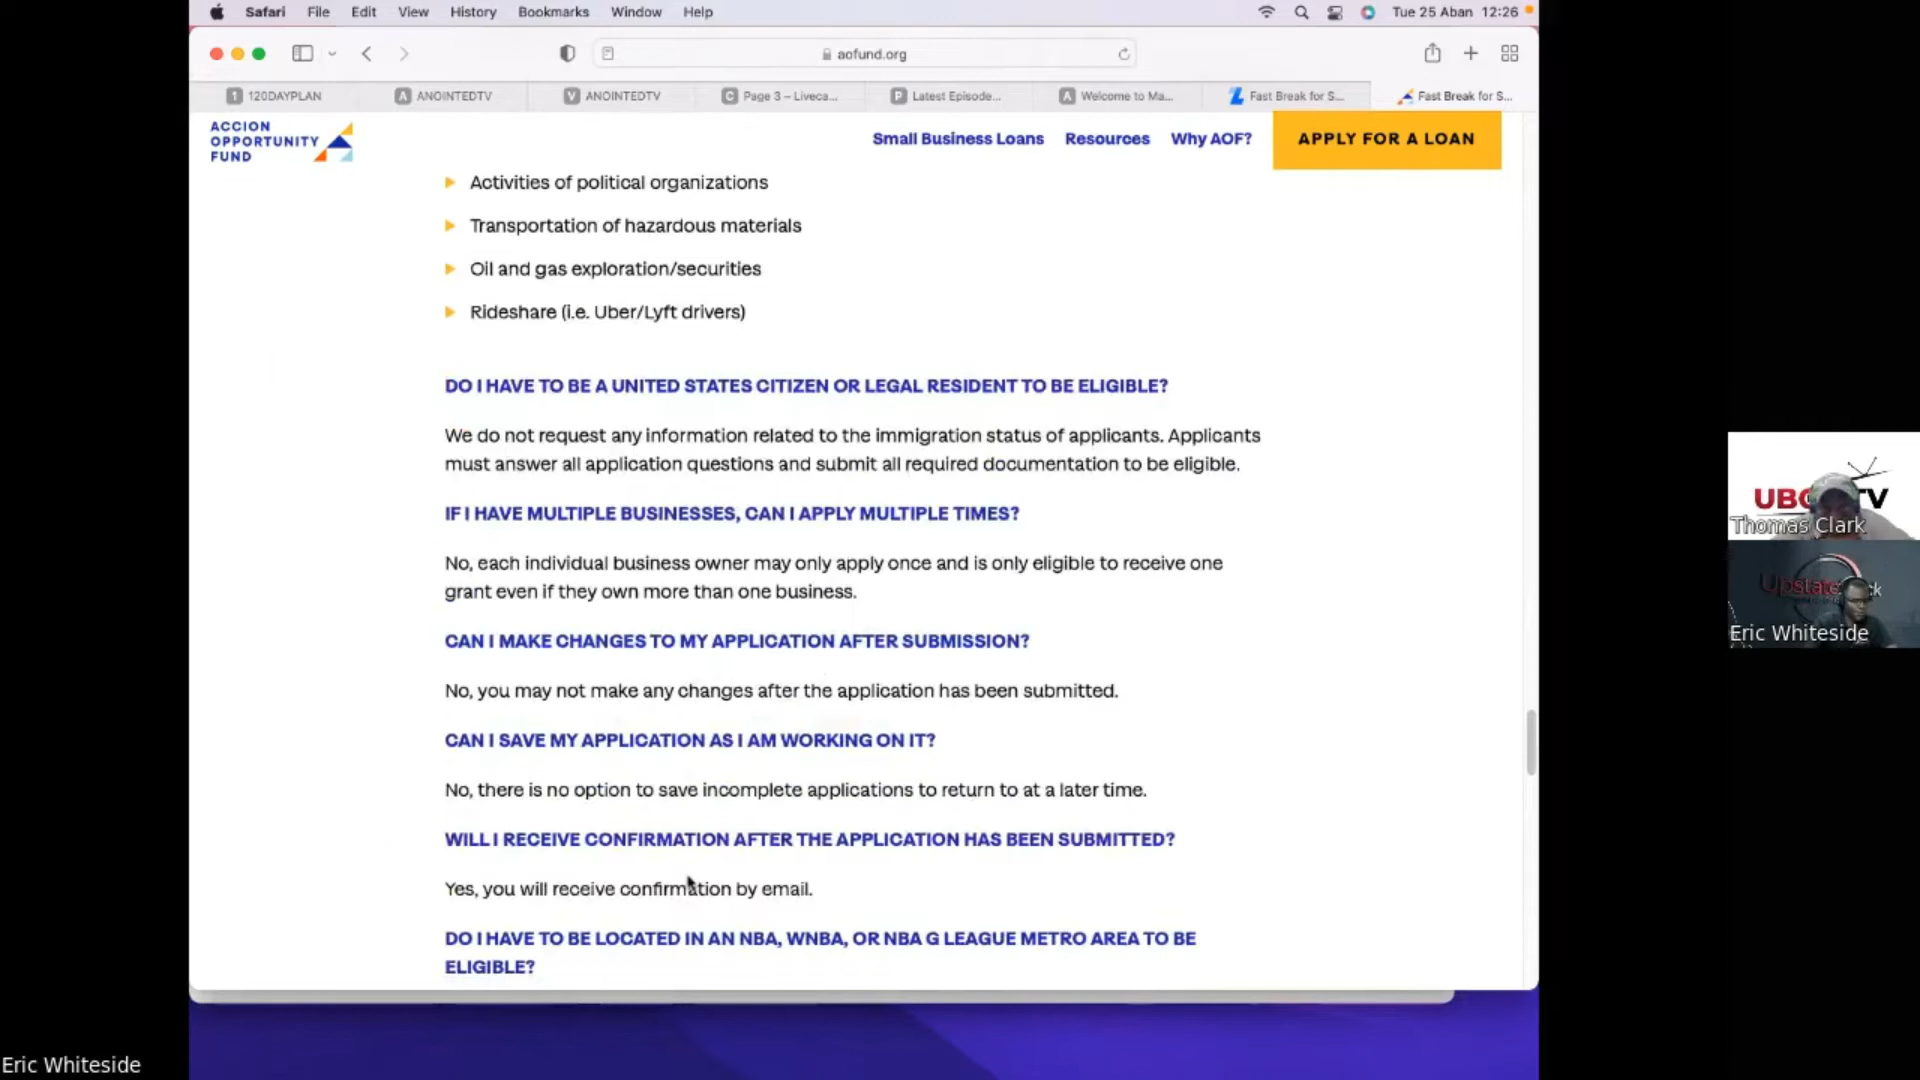 Safari File Edit View History Bookmarks Window Help Tue 25 Aban 12:26
aofund.org
1 120DAYPLAN A ANOINTEDTV V ANOINTEDTV C Page 3 – Liveca... P Latest Episode... A Welcome to Ma... Fast Break for S... Fast Break for S...
ACCION
OPPORTUNITY
FUND
Small Business Loans Resources Why AOF? APPLY FOR A LOAN
Activities of political organizations
Transportation of hazardous materials
Oil and gas exploration/securities
Rideshare (i.e. Uber/Lyft drivers)
DO I HAVE TO BE A UNITED STATES CITIZEN OR LEGAL RESIDENT TO BE ELIGIBLE?
We do not request any information related to the immigration status of applicants. Applicants
must answer all application questions and submit all required documentation to be eligible.
IF I HAVE MULTIPLE BUSINESSES, CAN I APPLY MULTIPLE TIMES?
No, each individual business owner may only apply once and is only eligible to receive one
grant even if they own more than one business.
CAN I MAKE CHANGES TO MY APPLICATION AFTER SUBMISSION?
No, you may not make any changes after the application has been submitted.
CAN I SAVE MY APPLICATION AS I AM WORKING ON IT?
No, there is no option to save incomplete applications to return to at a later time.
WILL I RECEIVE CONFIRMATION AFTER THE APPLICATION HAS BEEN SUBMITTED?
Yes, you will receive confirmation by email.
DO I HAVE TO BE LOCATED IN AN NBA, WNBA, OR NBA G LEAGUE METRO AREA TO BE
ELIGIBLE?
Thomas Clark
Eric Whiteside
Eric Whiteside